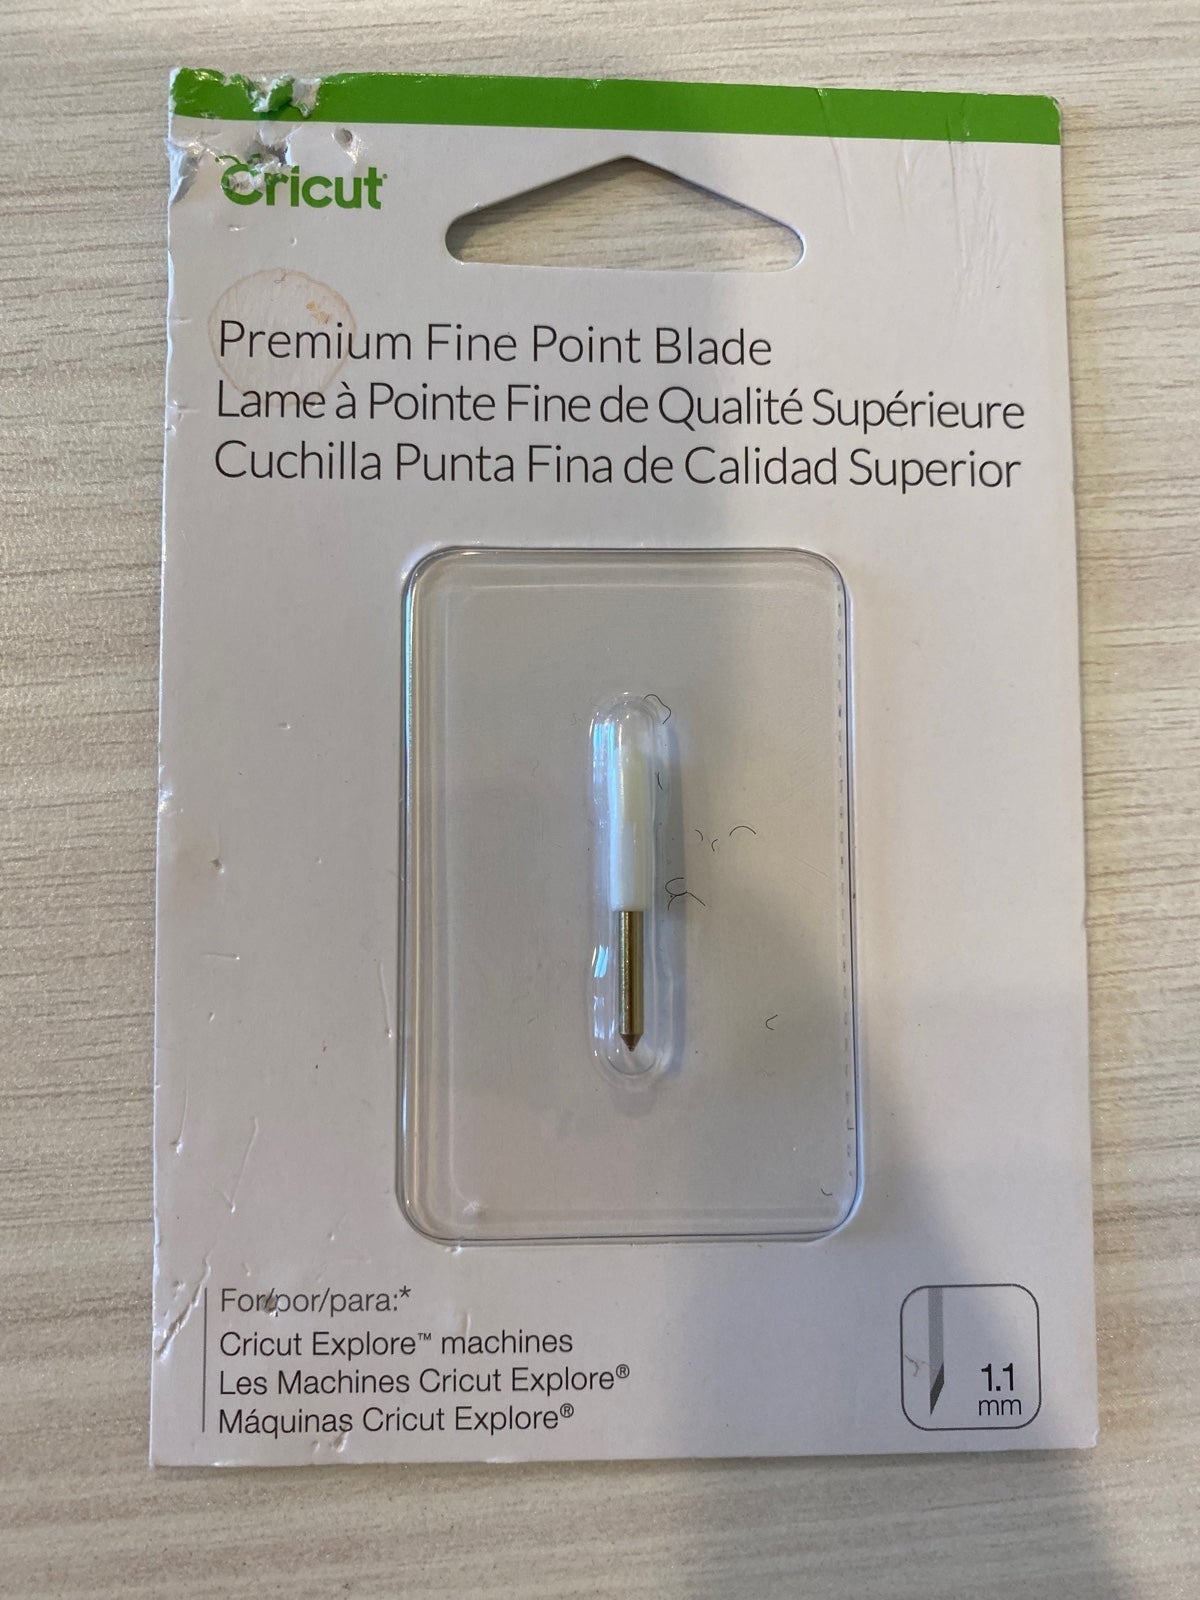 Cricut
Premium Fine Point Blade
Lame à Pointe Fine de Qualité Supérieure
Cuchilla Punta Fina de Calidad Superior
For/por/para:*
Cricut Explore™ machines
Les Machines Cricut Explore®
Máquinas Cricut Explore®
1.1
mm